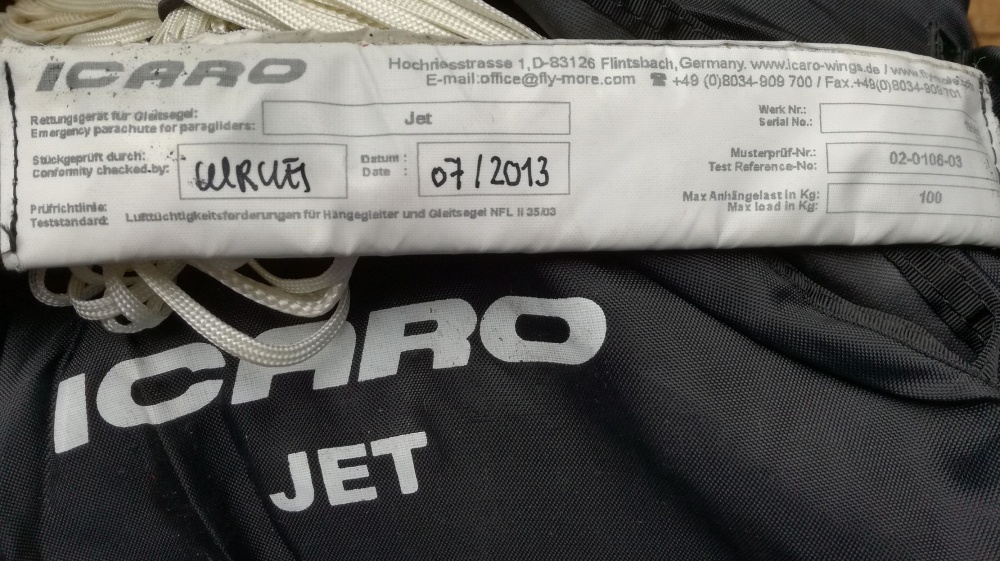 ICARO
Hochriesstrasse 1, D-83126 Flintsbach, Germany. www.icaro-wings.de /
E-mail:office@fly-more.com ☎ +49 (0)8034-909 700 / Fax.+49(0)8034-909701
Rettungsgerät für Gleitsegel:
Emergency parachute for paragliders:
Jet
Werk Nr.:
Serial No.:
Stückgeprüft durch:
Conformity checked by:
Datum :
Date :
07/2013
Musterprüf-Nr.:
Test Reference-No:
02-0106-03
Max Anhängelast in Kg:
Max load in Kg:
100
Prüfrichtlinie:
Teststandard:
Lufttüchtigkeitsforderungen für Hängegleiter und Gleitsegel NFL II 35/03
ICARO
JET